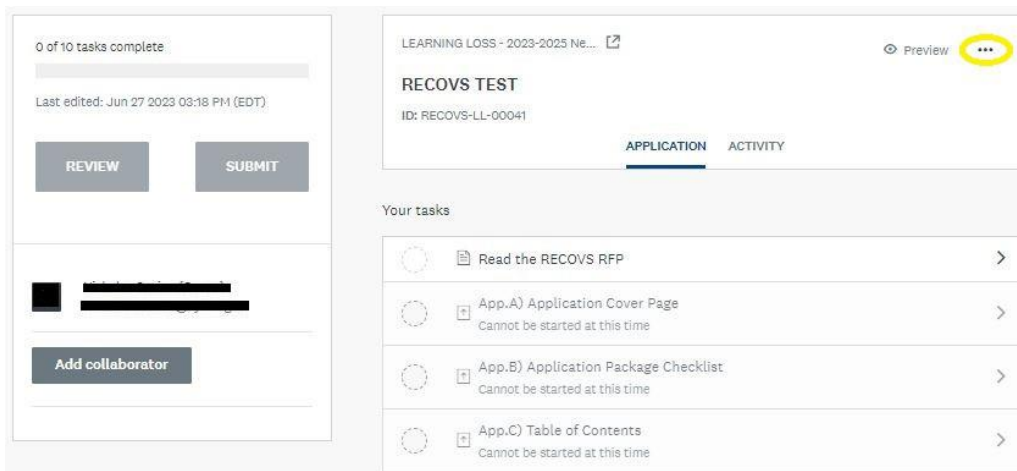 0 of 10 tasks complete
Last edited: Jun 27 2023 03:18 PM (EDT)
REVIEW
SUBMIT
Add collaborator
LEARNING LOSS - 2023-2025 Ne...
Preview
RECOVS TEST
ID: RECOVS-LL-00041
APPLICATION
ACTIVITY
Your tasks
Read the RECOVS RFP
App.A) Application Cover Page
Cannot be started at this time
App.B) Application Package Checklist
Cannot be started at this time
App.C) Table of Contents
Cannot be started at this time